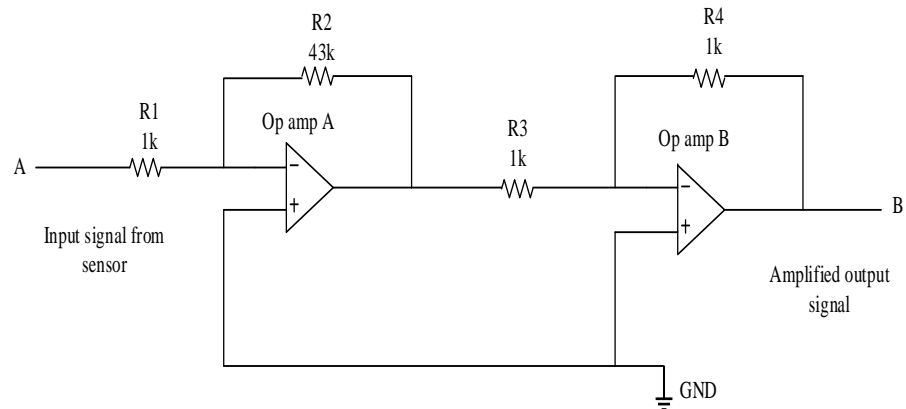 R2
43k
R4
1k
R1
1k
Op amp A
R3
1k
Op amp B
A
−
+
−
+
B
Input signal from
sensor
Amplified output
signal
GND